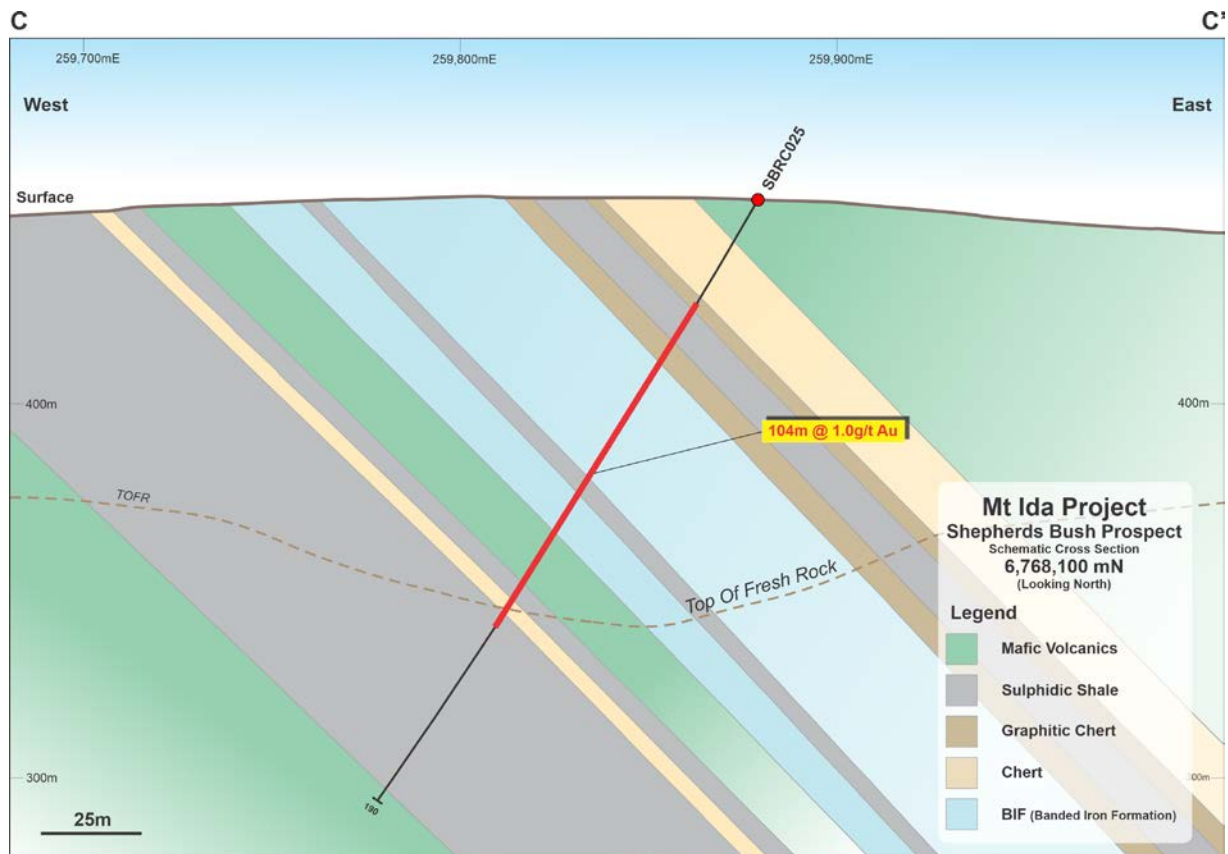 C
C'
259,700mE
259,800mE
259,900mE
West
East
SBRC025
Surface
400m
400m
104m @ 1.0g/t Au
TOFR
Top Of Fresh Rock
Mt Ida Project
Shepherds Bush Prospect
Schematic Cross Section
6,768,100 mN
(Looking North)
Legend
Mafic Volcanics
Sulphidic Shale
Graphitic Chert
Chert
BIF (Banded Iron Formation)
300m
300m
190
25m